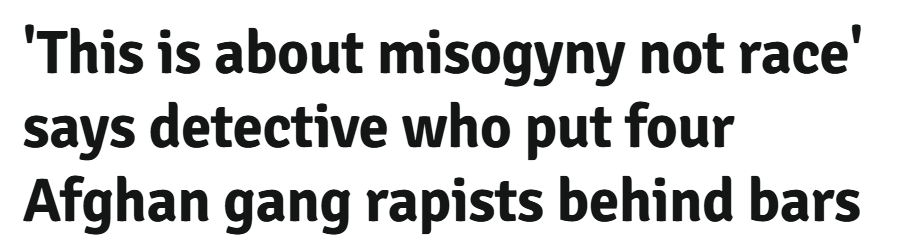 'This is about misogyny not race'
says detective who put four
Afghan gang rapists behind bars